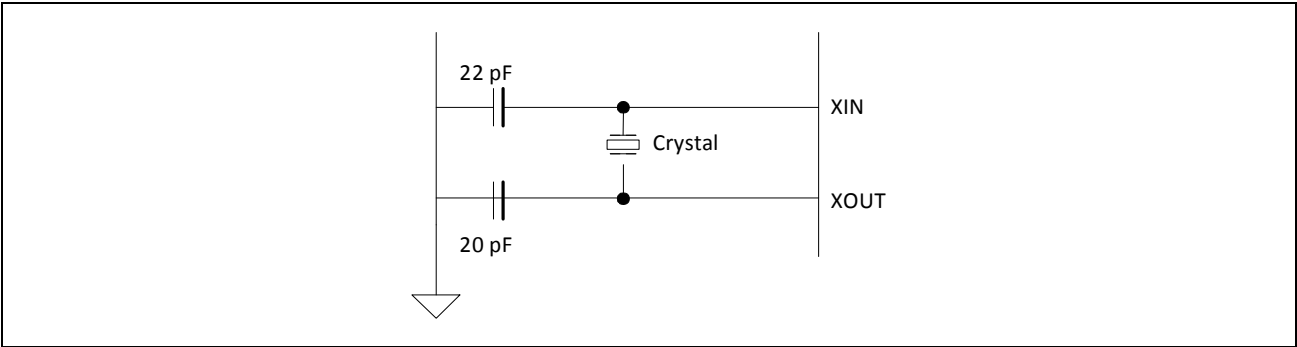 22 pF
XIN
Crystal
XOUT
20 pF